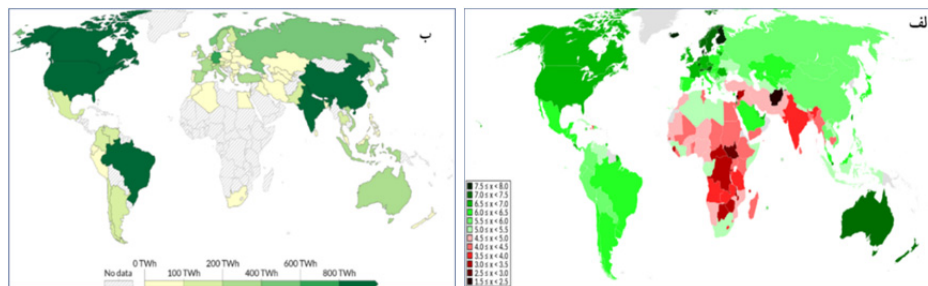 الف
7.5 ≤ x < 8.0
7.0 ≤ x < 7.5
6.5 ≤ x < 7.0
6.0 ≤ x < 6.5
5.5 ≤ x < 6.0
5.0 ≤ x < 5.5
4.5 ≤ x < 5.0
4.0 ≤ x < 4.5
3.5 ≤ x < 4.0
3.0 ≤ x < 3.5
2.5 ≤ x < 3.0
1.5 ≤ x < 2.5
ب
No data
0 TWh
100 TWh
200 TWh
400 TWh
600 TWh
800 TWh